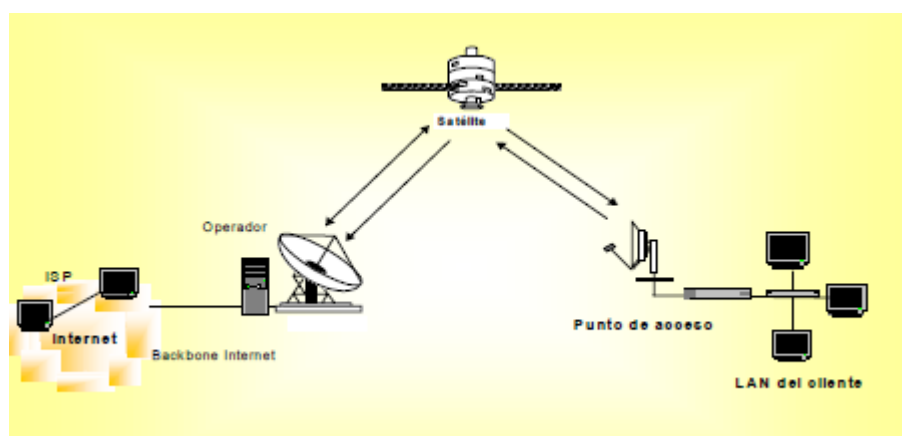 Satélite
Operador
ISP
Internet
Backbone Internet
Punto de acceso
LAN del cliente